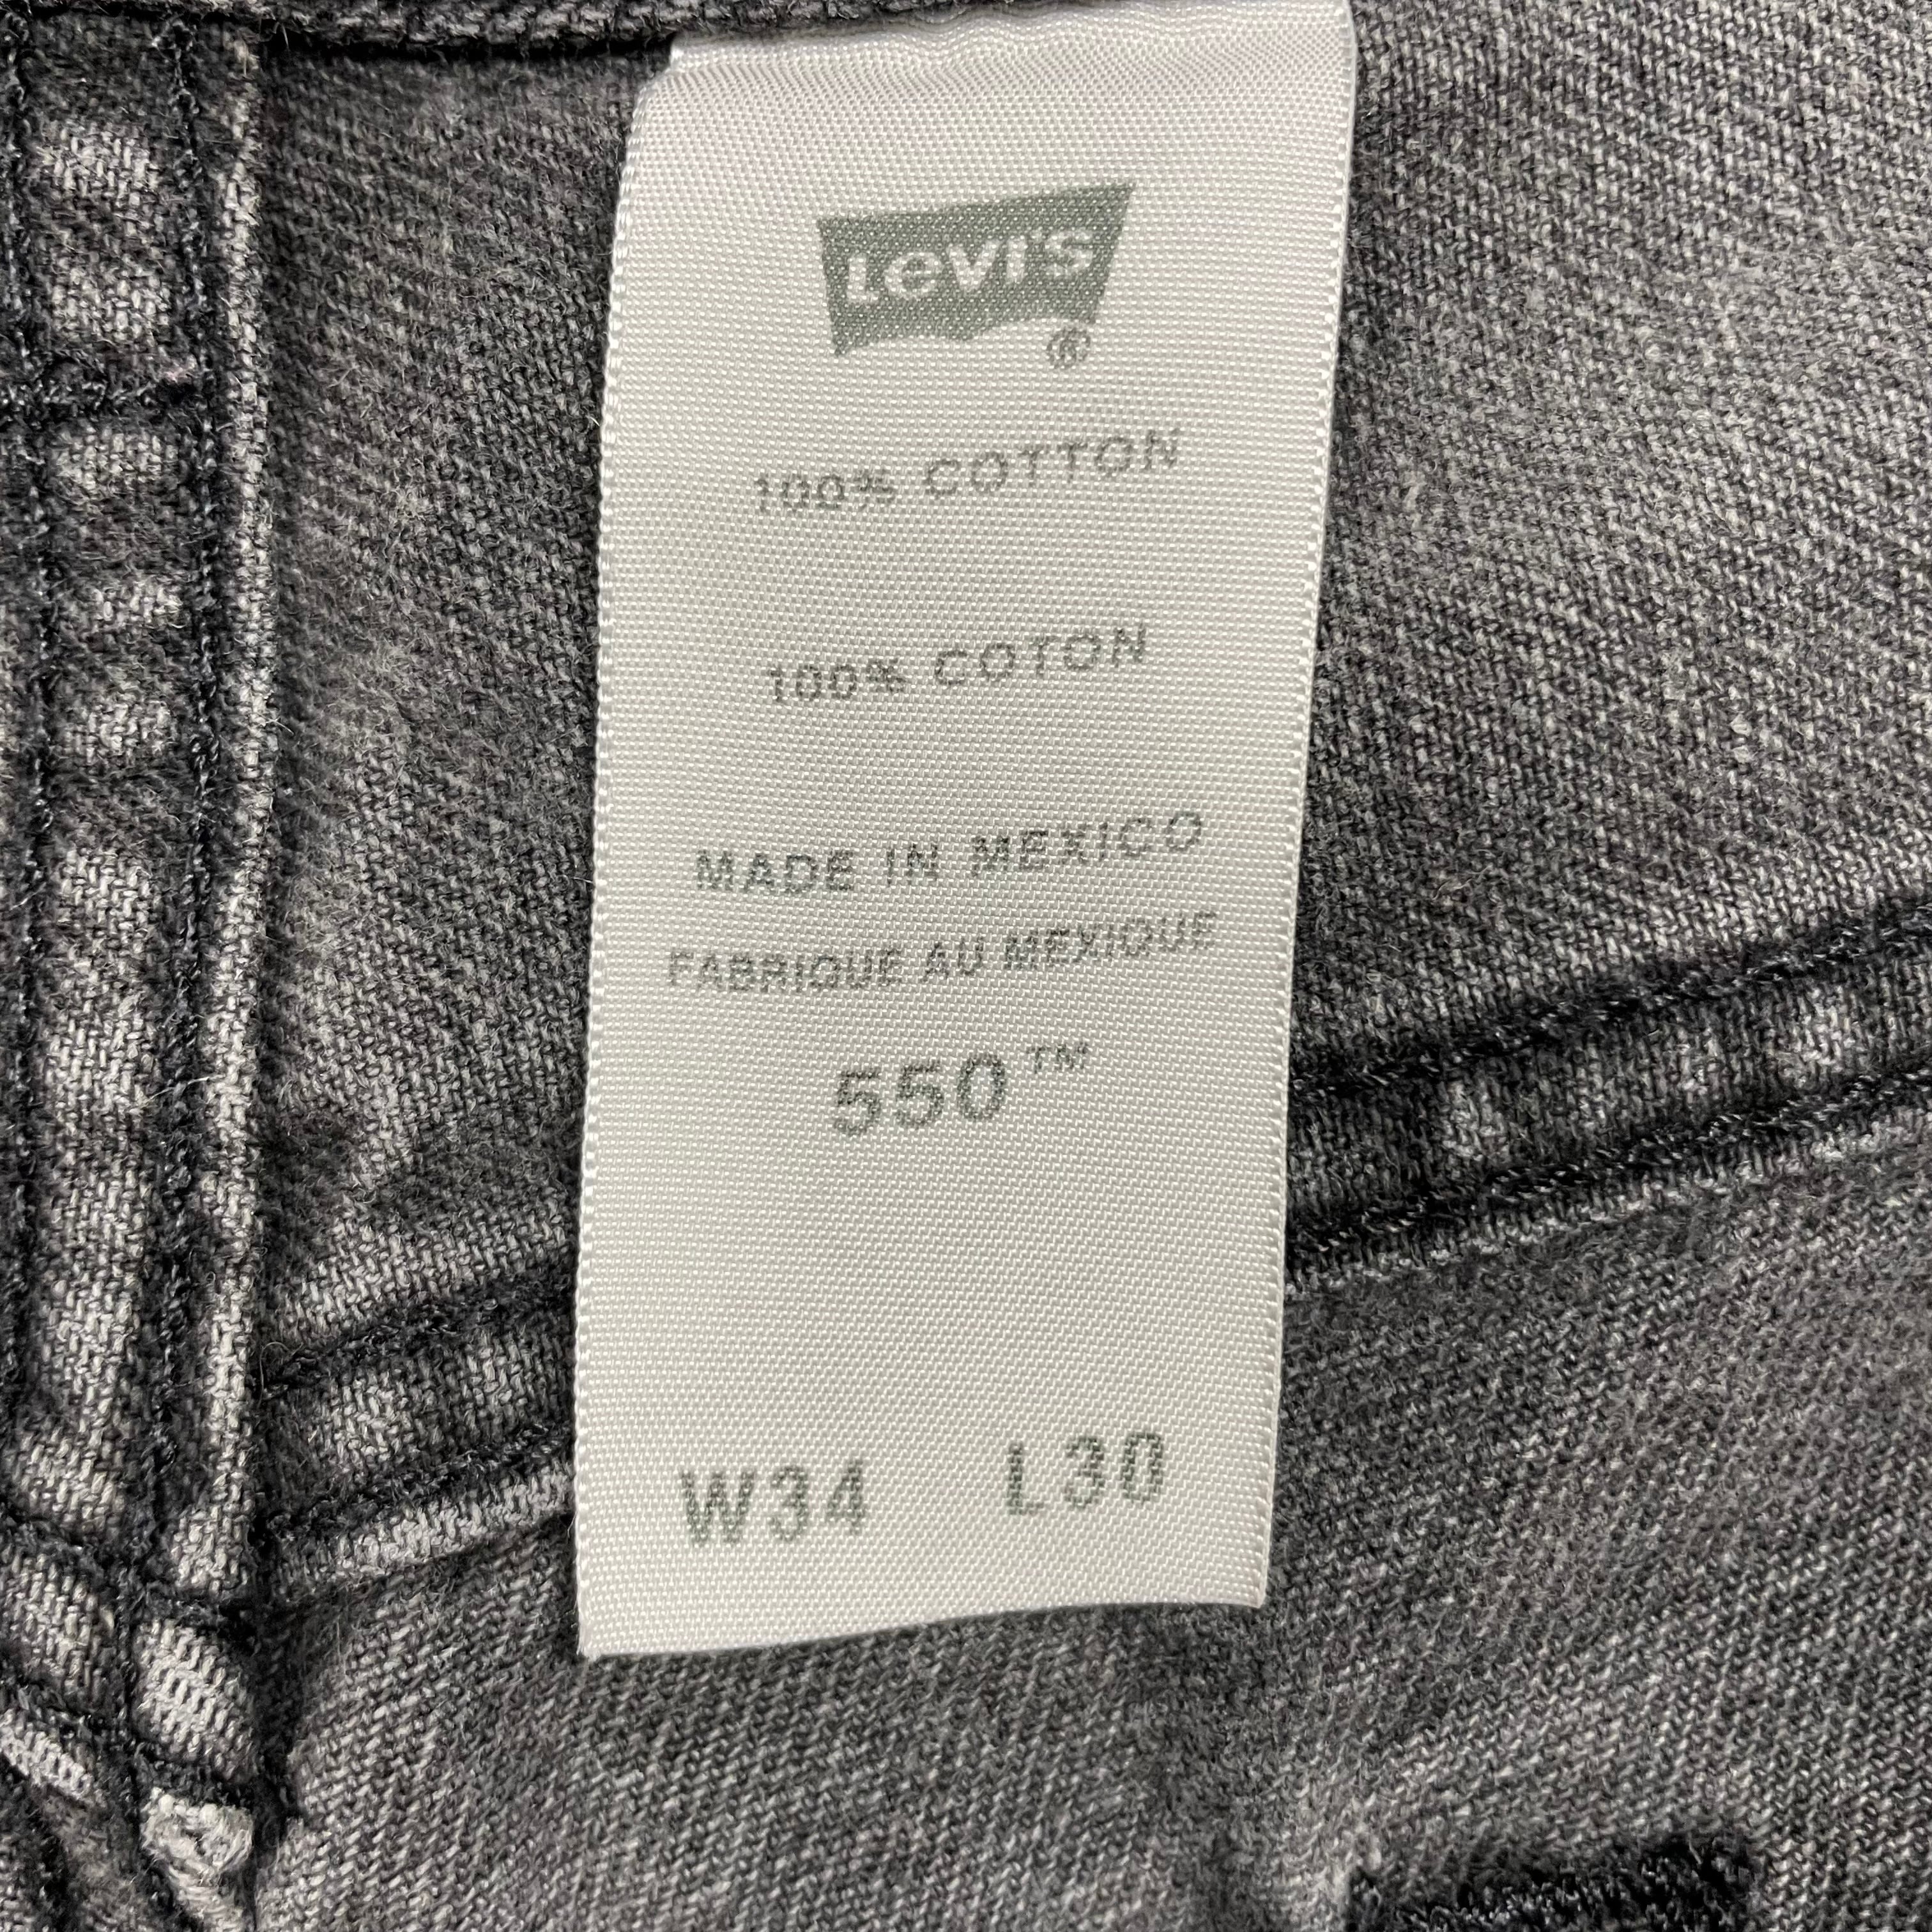 Levi's
®
100% COTTON
100% COTON
MADE IN MEXICO
FABRIQUE AU MEXIQUE
550™
W34 L30